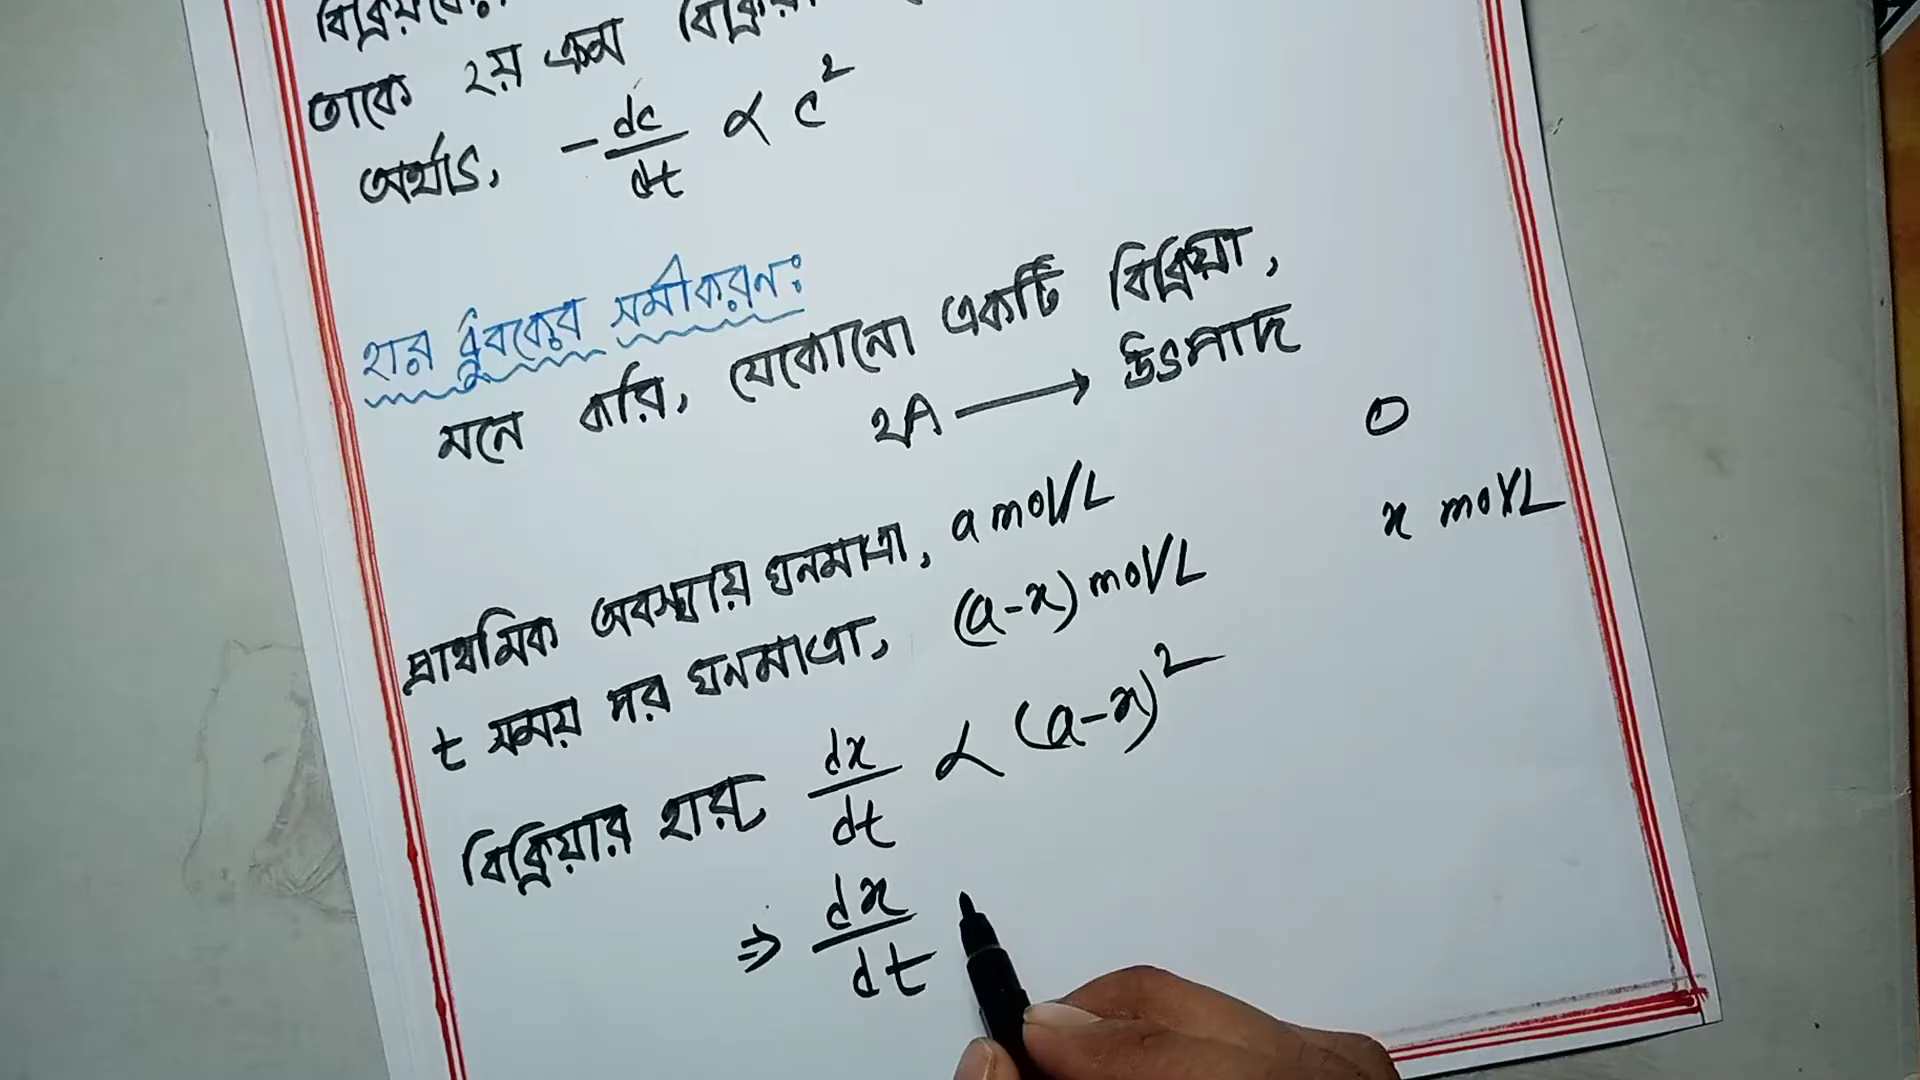 তাকে ২য় ক্রম
অর্থাৎ, -dc/dt ∝ c²
হার ধ্রুবকের সমীকরণঃ
মনে করি, যেকোনো একটি বিক্রিয়া,
2A ⟶ উৎপাদ
প্রাথমিক অবস্থায় ঘনমাত্রা, a mol/L 0
t সময় পর ঘনমাত্রা, (a-x) mol/L x mol/L
বিক্রিয়ার হার, dx/dt ∝ (a-x)²
⇒ dx/dt